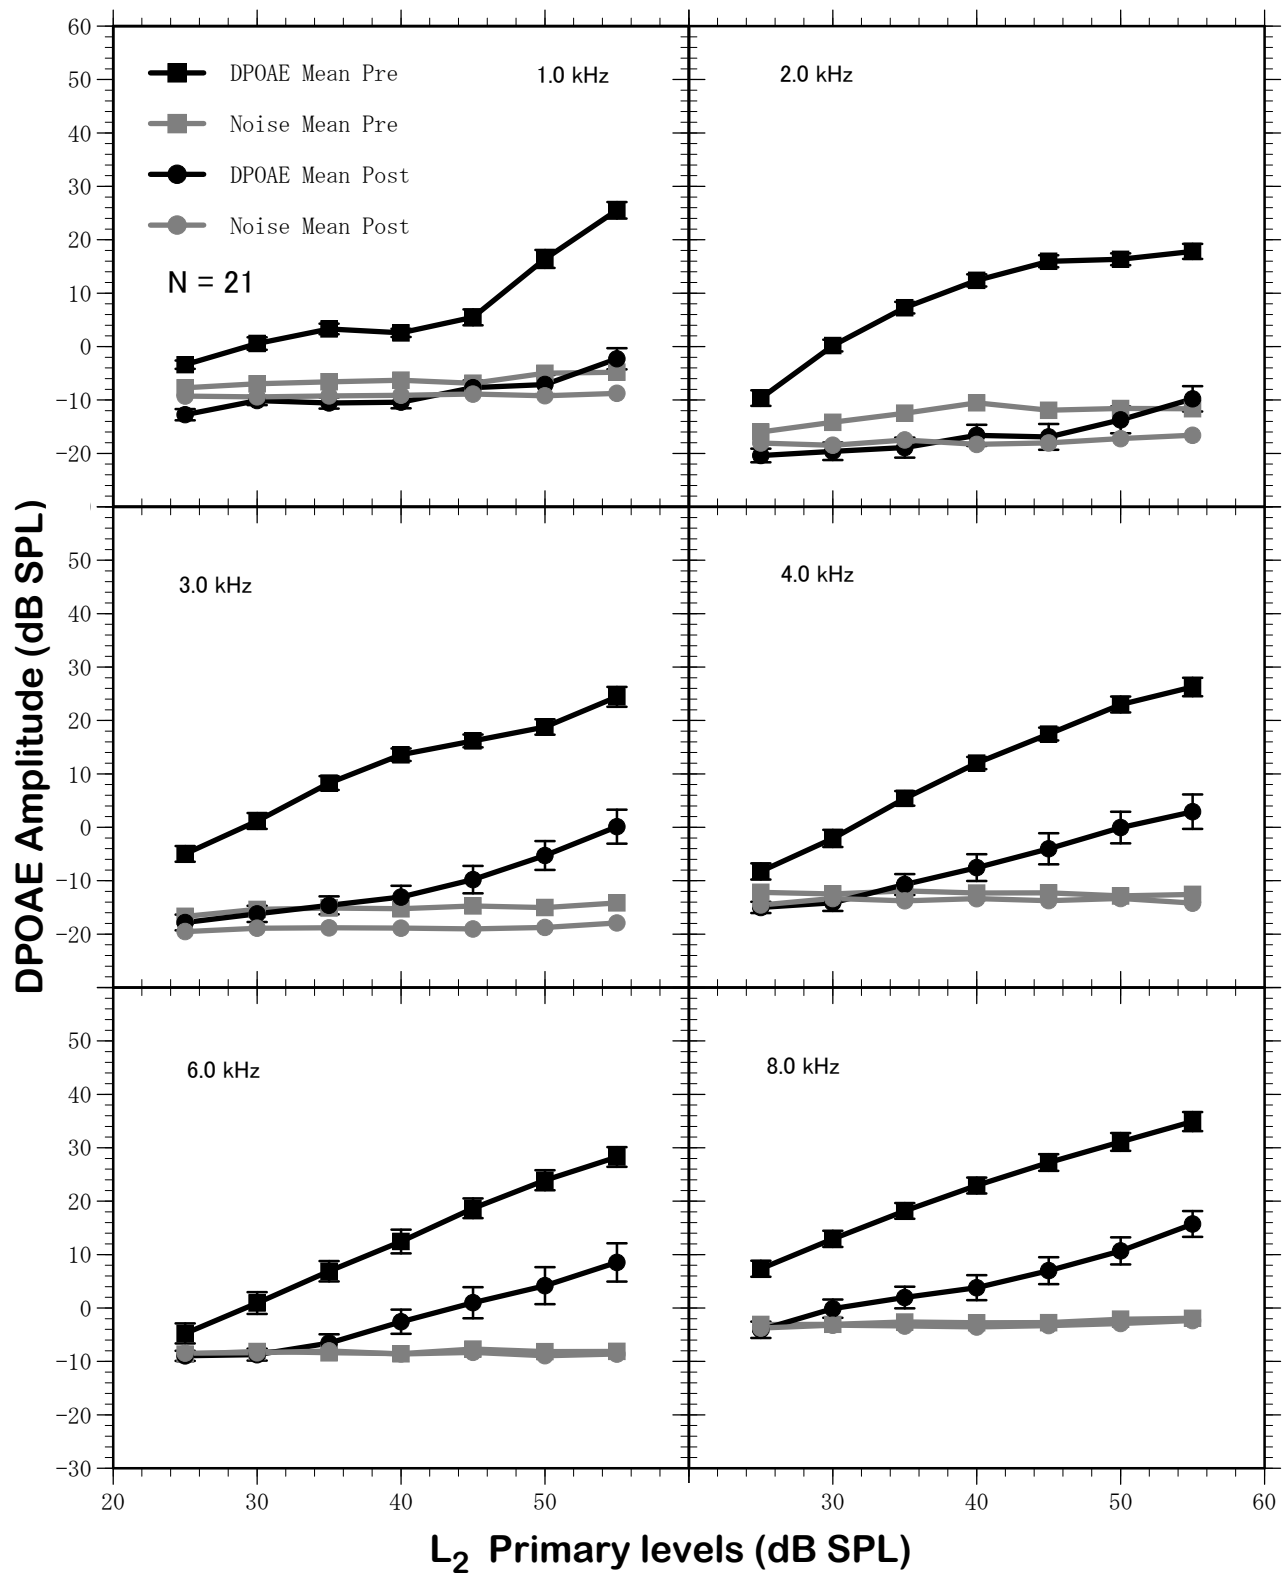 60
50
40
30
20
10
0
-10
-20
DPOAE Mean Pre
Noise Mean Pre
DPOAE Mean Post
Noise Mean Post
N = 21
1.0 kHz
2.0 kHz
50
40
30
20
10
0
-10
-20
3.0 kHz
4.0 kHz
50
40
30
20
10
0
-10
-20
-30
6.0 kHz
8.0 kHz
20 30 40 50 30 40 50 60
DPOAE Amplitude (dB SPL)
L2 Primary levels (dB SPL)